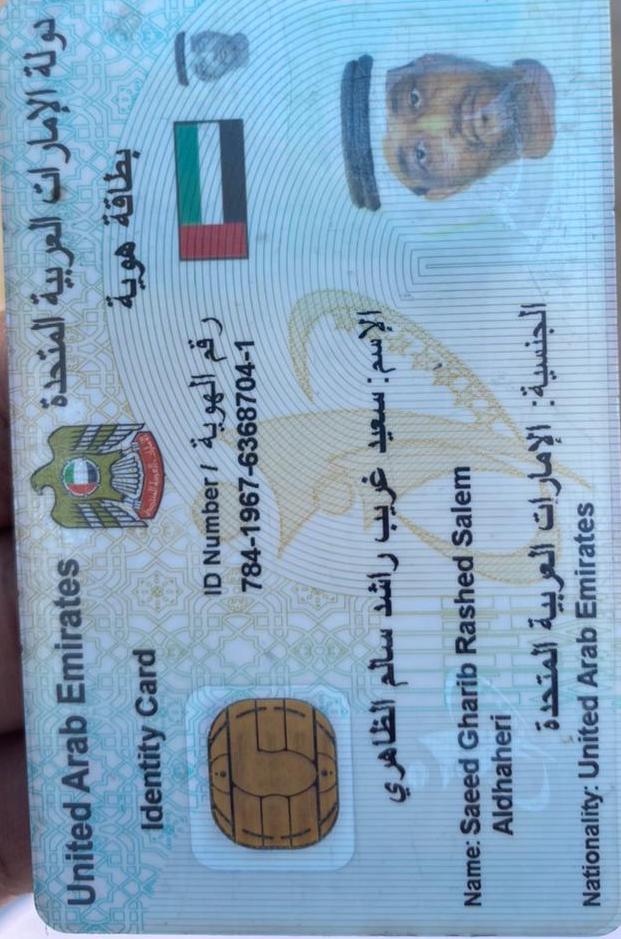 United Arab Emirates دولة الإمارات العربية المتحدة
Identity Card بطاقة هوية
ID Number / رقم الهوية
784-1967-6368704-1
الإسم: سعيد غريب راشد سالم الظاهري
Name: Saeed Gharib Rashed Salem
Aldhaheri
الجنسية: الإمارات العربية المتحدة
Nationality: United Arab Emirates